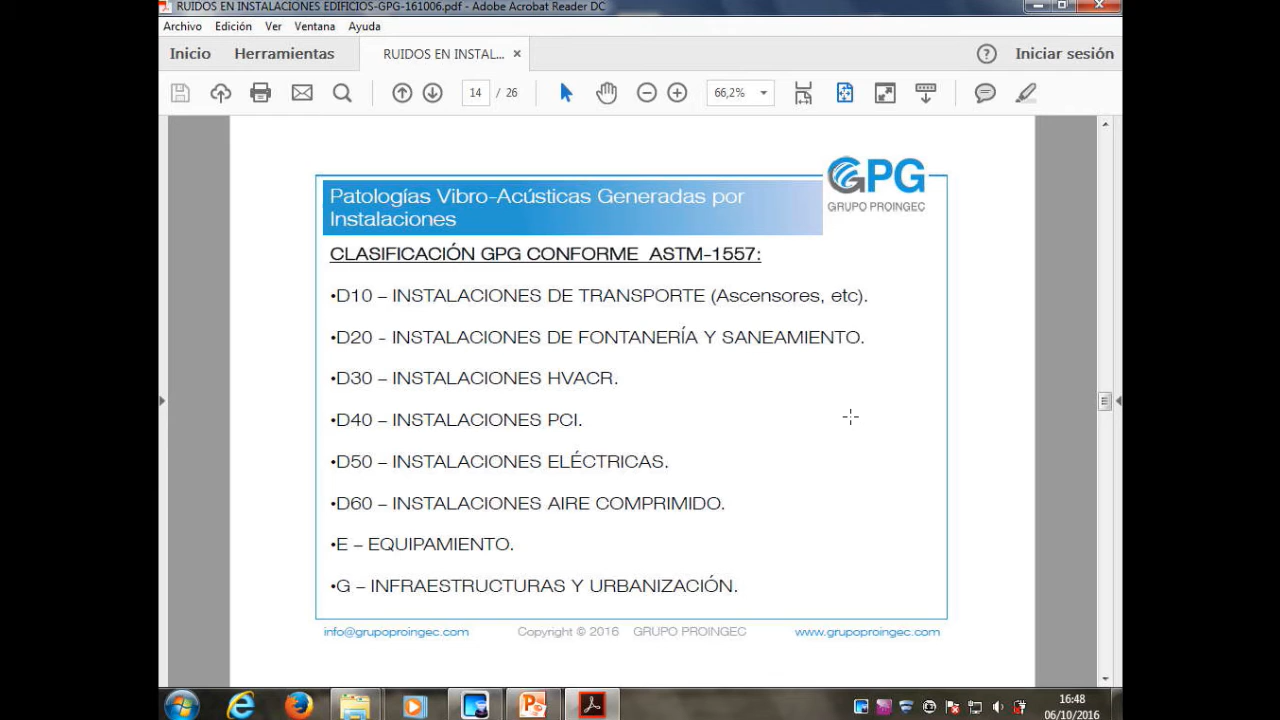 RUIDOS EN INSTALACIONES EDIFICIOS-GPG-161006.pdf - Adobe Acrobat Reader DC
Archivo Edición Ver Ventana Ayuda
Inicio Herramientas RUIDOS EN INSTAL... × Iniciar sesión
14 / 26 66,2%
GPG
GRUPO PROINGEC
Patologías Vibro-Acústicas Generadas por
Instalaciones
CLASIFICACIÓN GPG CONFORME ASTM-1557:
•D10 – INSTALACIONES DE TRANSPORTE (Ascensores, etc).
•D20 - INSTALACIONES DE FONTANERÍA Y SANEAMIENTO.
•D30 – INSTALACIONES HVACR.
•D40 – INSTALACIONES PCI.
•D50 – INSTALACIONES ELÉCTRICAS.
•D60 – INSTALACIONES AIRE COMPRIMIDO.
•E – EQUIPAMIENTO.
•G – INFRAESTRUCTURAS Y URBANIZACIÓN.
info@grupoproingec.com Copyright © 2016 GRUPO PROINGEC www.grupoproingec.com
16:48
06/10/2016